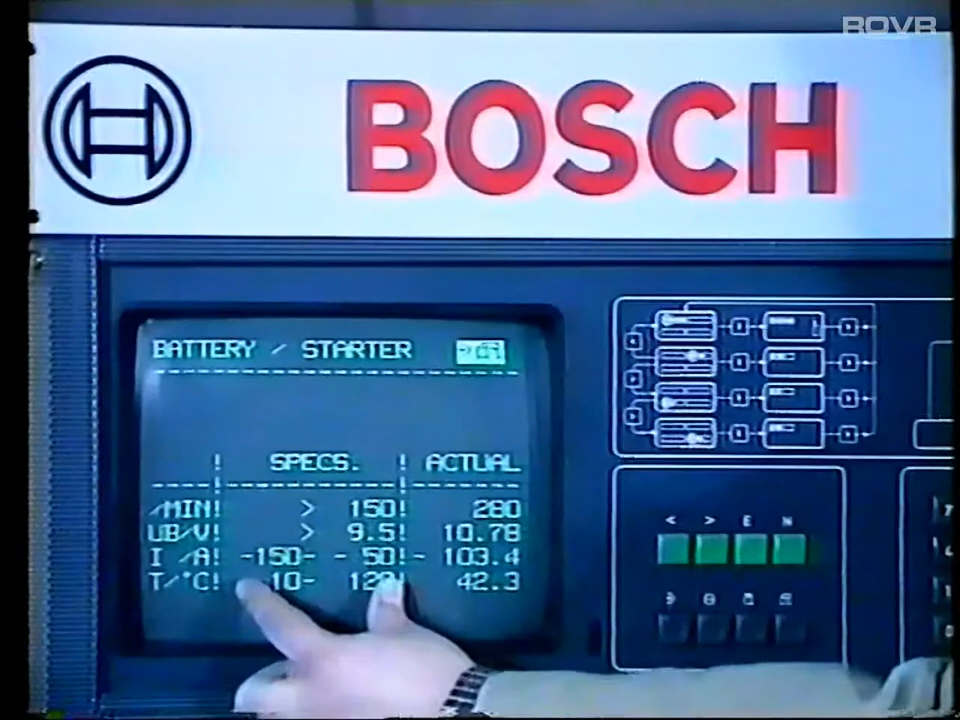 ROVR
BOSCH
BATTERY / STARTER
! SPECS. ! ACTUAL
/MIN! > 150! 280
UB/V! > 9.5! 10.78
I /A! -150- - 50!- 103.4
T/°C! 10- 120! 42.3
< > E N